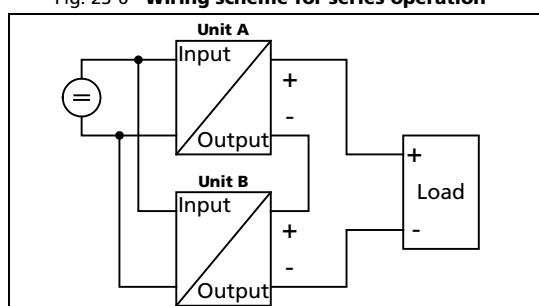 Fig. 23-6 Wiring scheme for series operation
Unit A
Input
+
-
Output
Unit B
Input
+
-
Output
+
Load
-